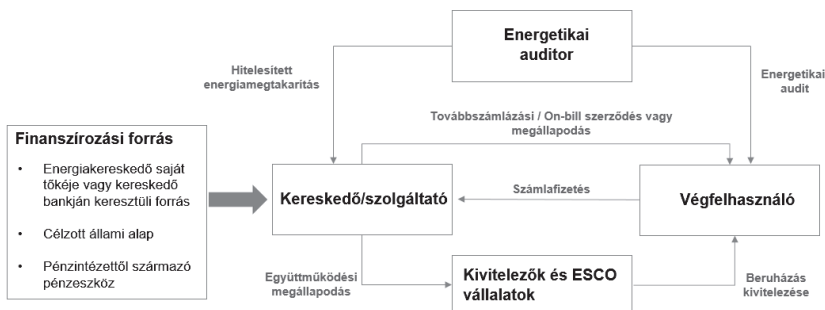 Energetikai
auditor
Hitelesített
energiamegtakarítás
Energetikai
audit
Továbbszámlázási / On-bill szerződés vagy
megállapodás
Finanszírozási forrás
• Energiakereskedő saját
tőkéje vagy kereskedő
bankján keresztüli forrás
• Célzott állami alap
• Pénzintézettől származó
pénzeszköz
Kereskedő/szolgáltató
Számlafizetés
Végfelhasználó
Együttműködési
megállapodás
Kivitelezők és ESCO
vállalatok
Beruházás
kivitelezése